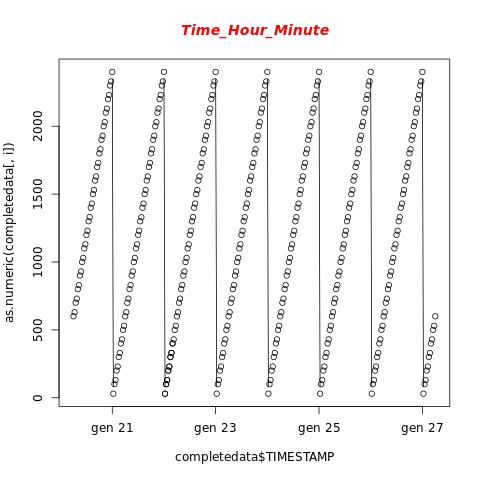 Time_Hour_Minute
as.numeric(completedata[, i])
2000
1500
1000
500
0
gen 21
gen 23
gen 25
gen 27
completedata$TIMESTAMP